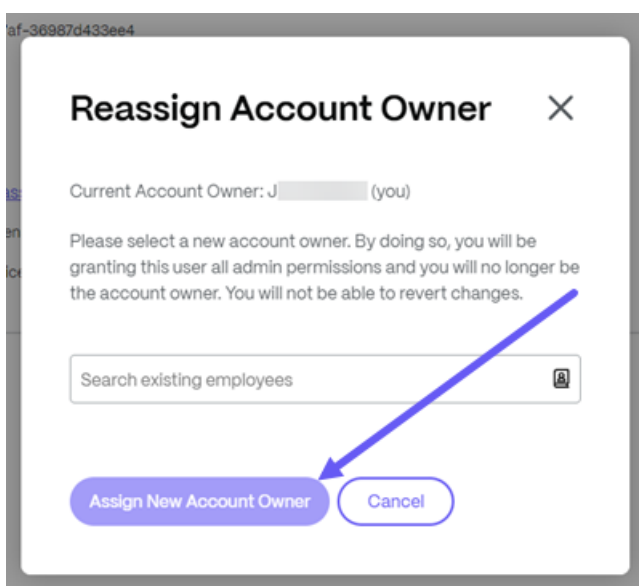 af-36987d433ee4
Reassign Account Owner
Current Account Owner: J (you)
Please select a new account owner. By doing so, you will be
granting this user all admin permissions and you will no longer be
the account owner. You will not be able to revert changes.
Search existing employees
Assign New Account Owner
Cancel